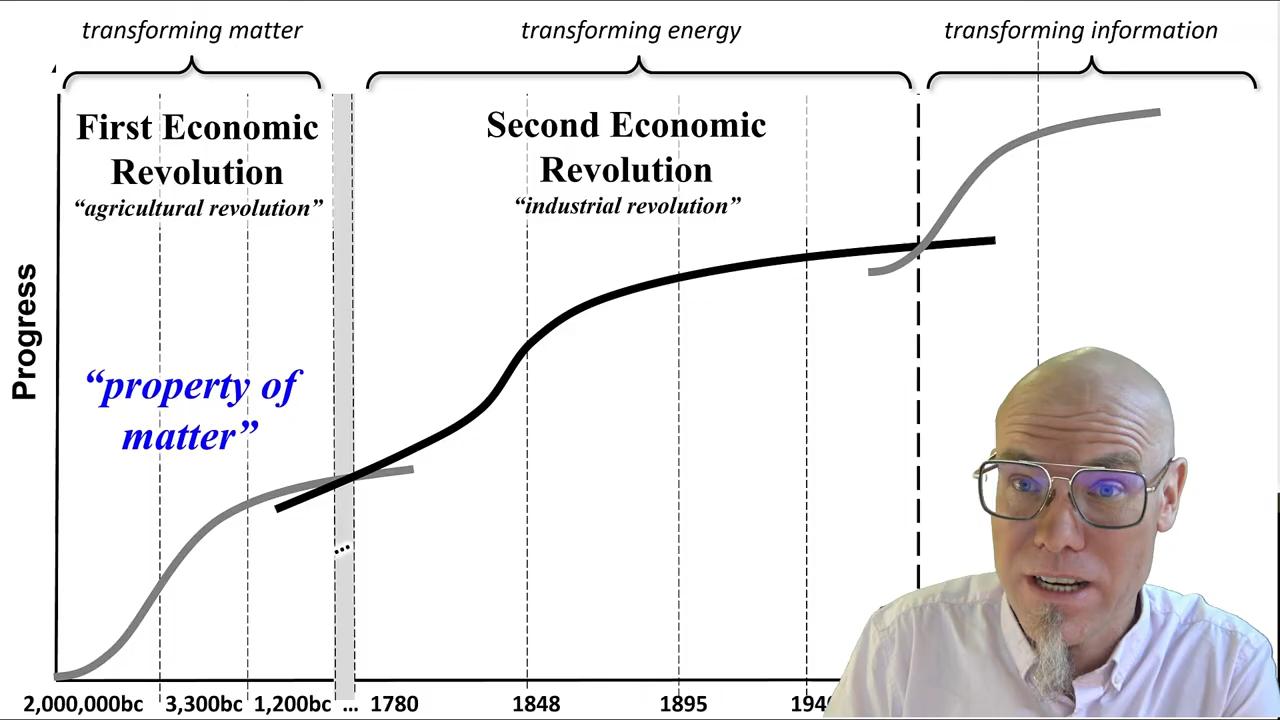 transforming matter
transforming energy
transforming information
First Economic
Revolution
“agricultural revolution”
Second Economic
Revolution
“industrial revolution”
Progress
“property of
matter”
...
2,000,000bc 3,300bc 1,200bc ... 1780 1848 1895